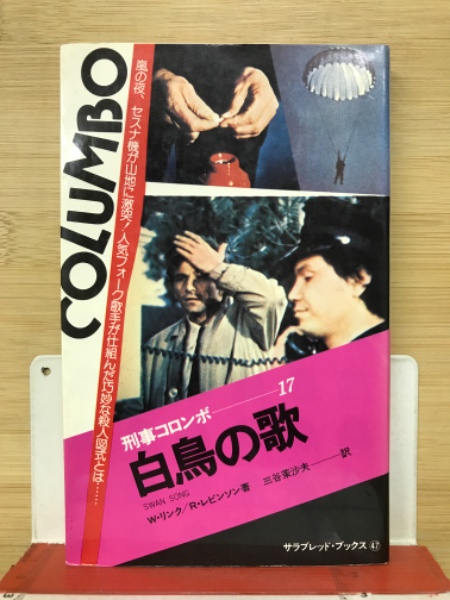 COLUMBO
嵐の夜、セスナ機が山地に激突！人気フォーク歌手が仕組んだ巧妙な殺人図式とは……
刑事コロンボ——17
白鳥の歌
SWAN SONG
W・リンク／R・レビンソン著
三谷茉沙夫——訳
サラブレッド・ブックス 47